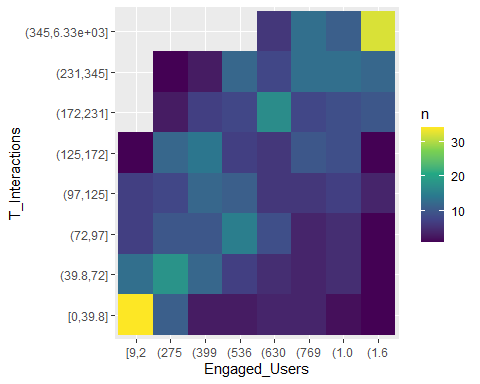 (345,6.33e+03]
(231,345]
(172,231]
(125,172]
(97,125]
(72,97]
(39.8,72]
[0,39.8]
T_Interactions
[9,2 (275 (399 (536 (630 (769 (1.0 (1.6
Engaged_Users
n
30
20
10